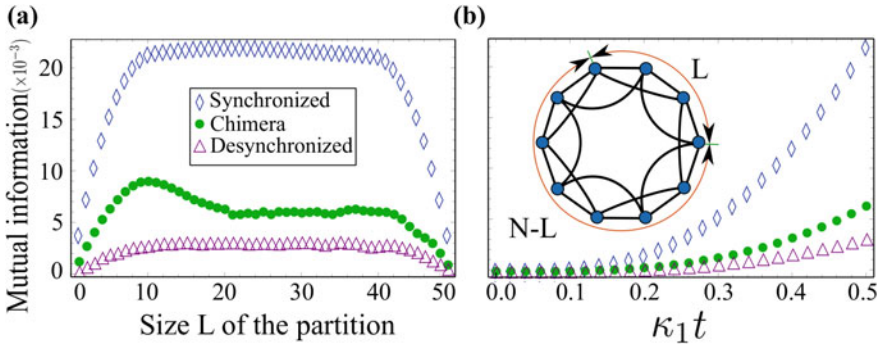 (a)
Mutual information(×10⁻³)
20
15
10
5
0
Synchronized
Chimera
Desynchronized
0 10 20 30 40 50
Size L of the partition
(b)
L
N-L
0.0 0.1 0.2 0.3 0.4 0.5
κ₁t